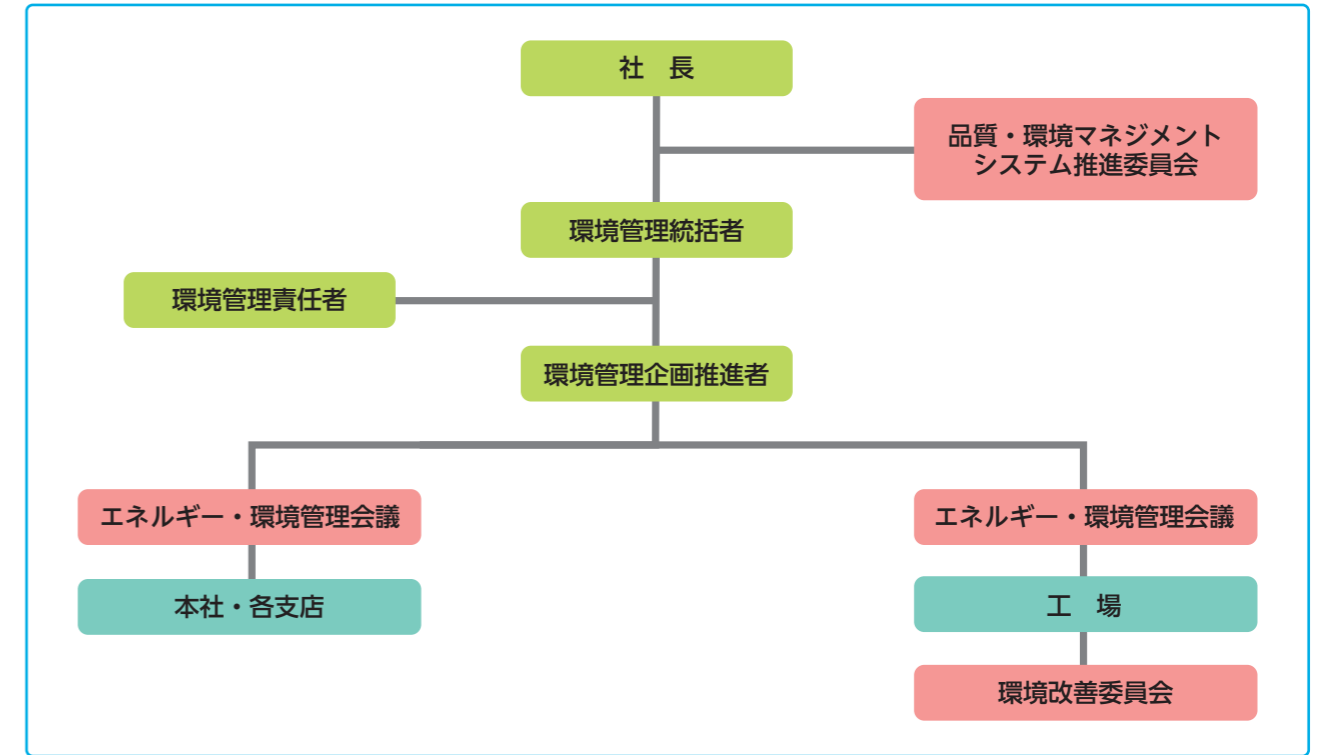 社　長
品質・環境マネジメント
システム推進委員会
環境管理統括者
環境管理責任者
環境管理企画推進者
エネルギー・環境管理会議
エネルギー・環境管理会議
本社・各支店
工　場
環境改善委員会